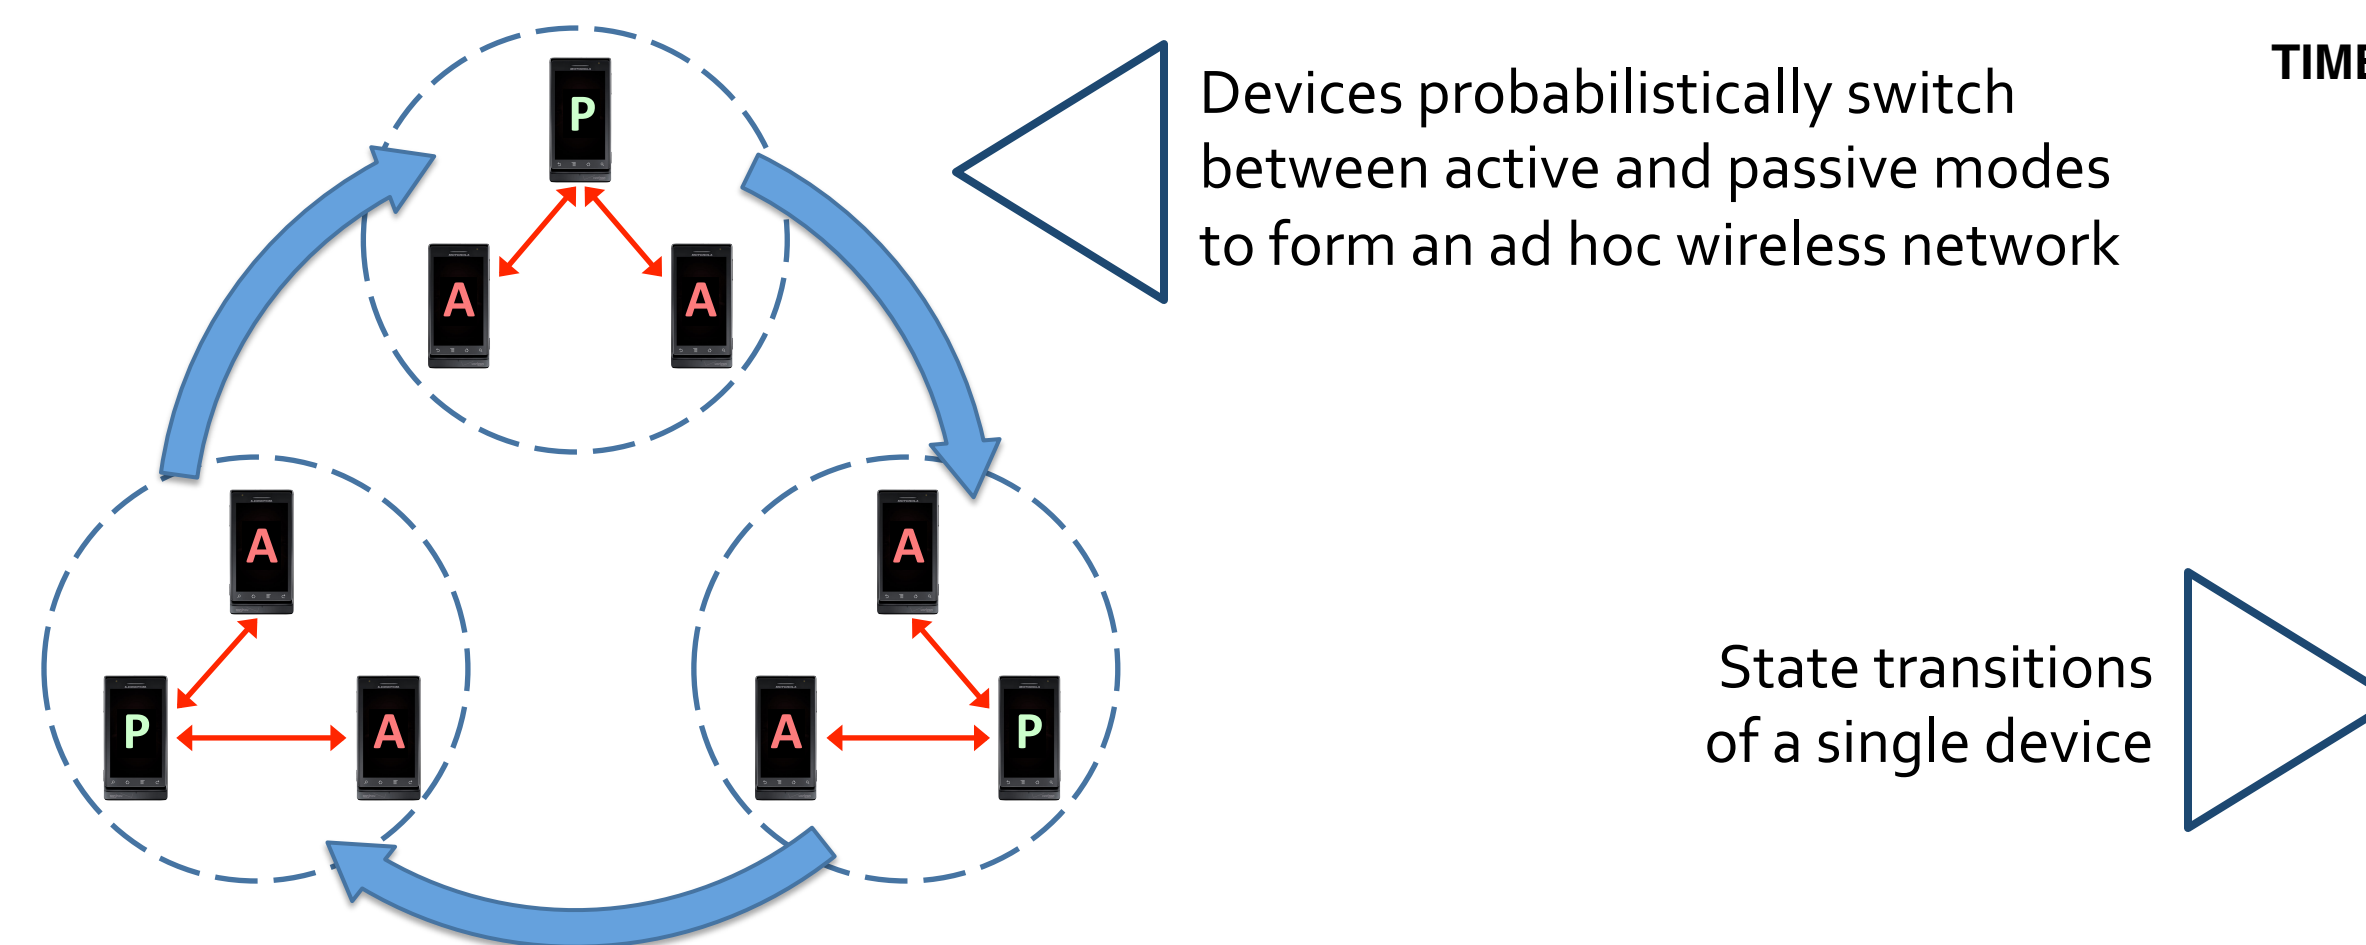 P
A A
Devices probabilistically switch
between active and passive modes
to form an ad hoc wireless network
TIME
A
P A
A
A P
State transitions
of a single device